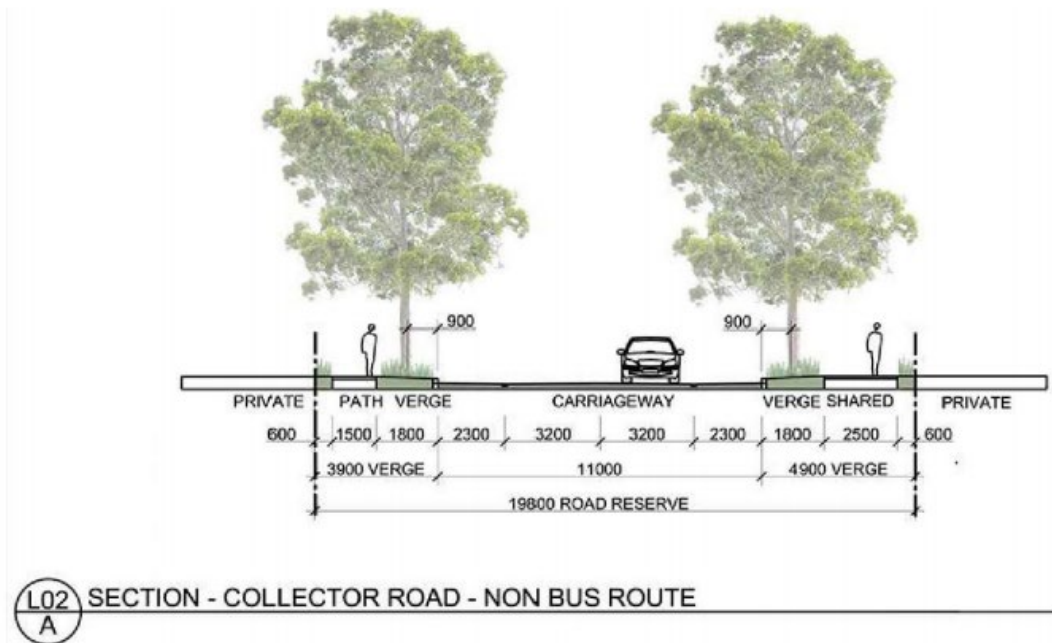 900 900
PRIVATE PATH VERGE CARRIAGEWAY VERGE SHARED PRIVATE
600 1500 1800 2300 3200 3200 2300 1800 2500 600
3900 VERGE 11000 4900 VERGE
19800 ROAD RESERVE
L02
A
SECTION - COLLECTOR ROAD - NON BUS ROUTE